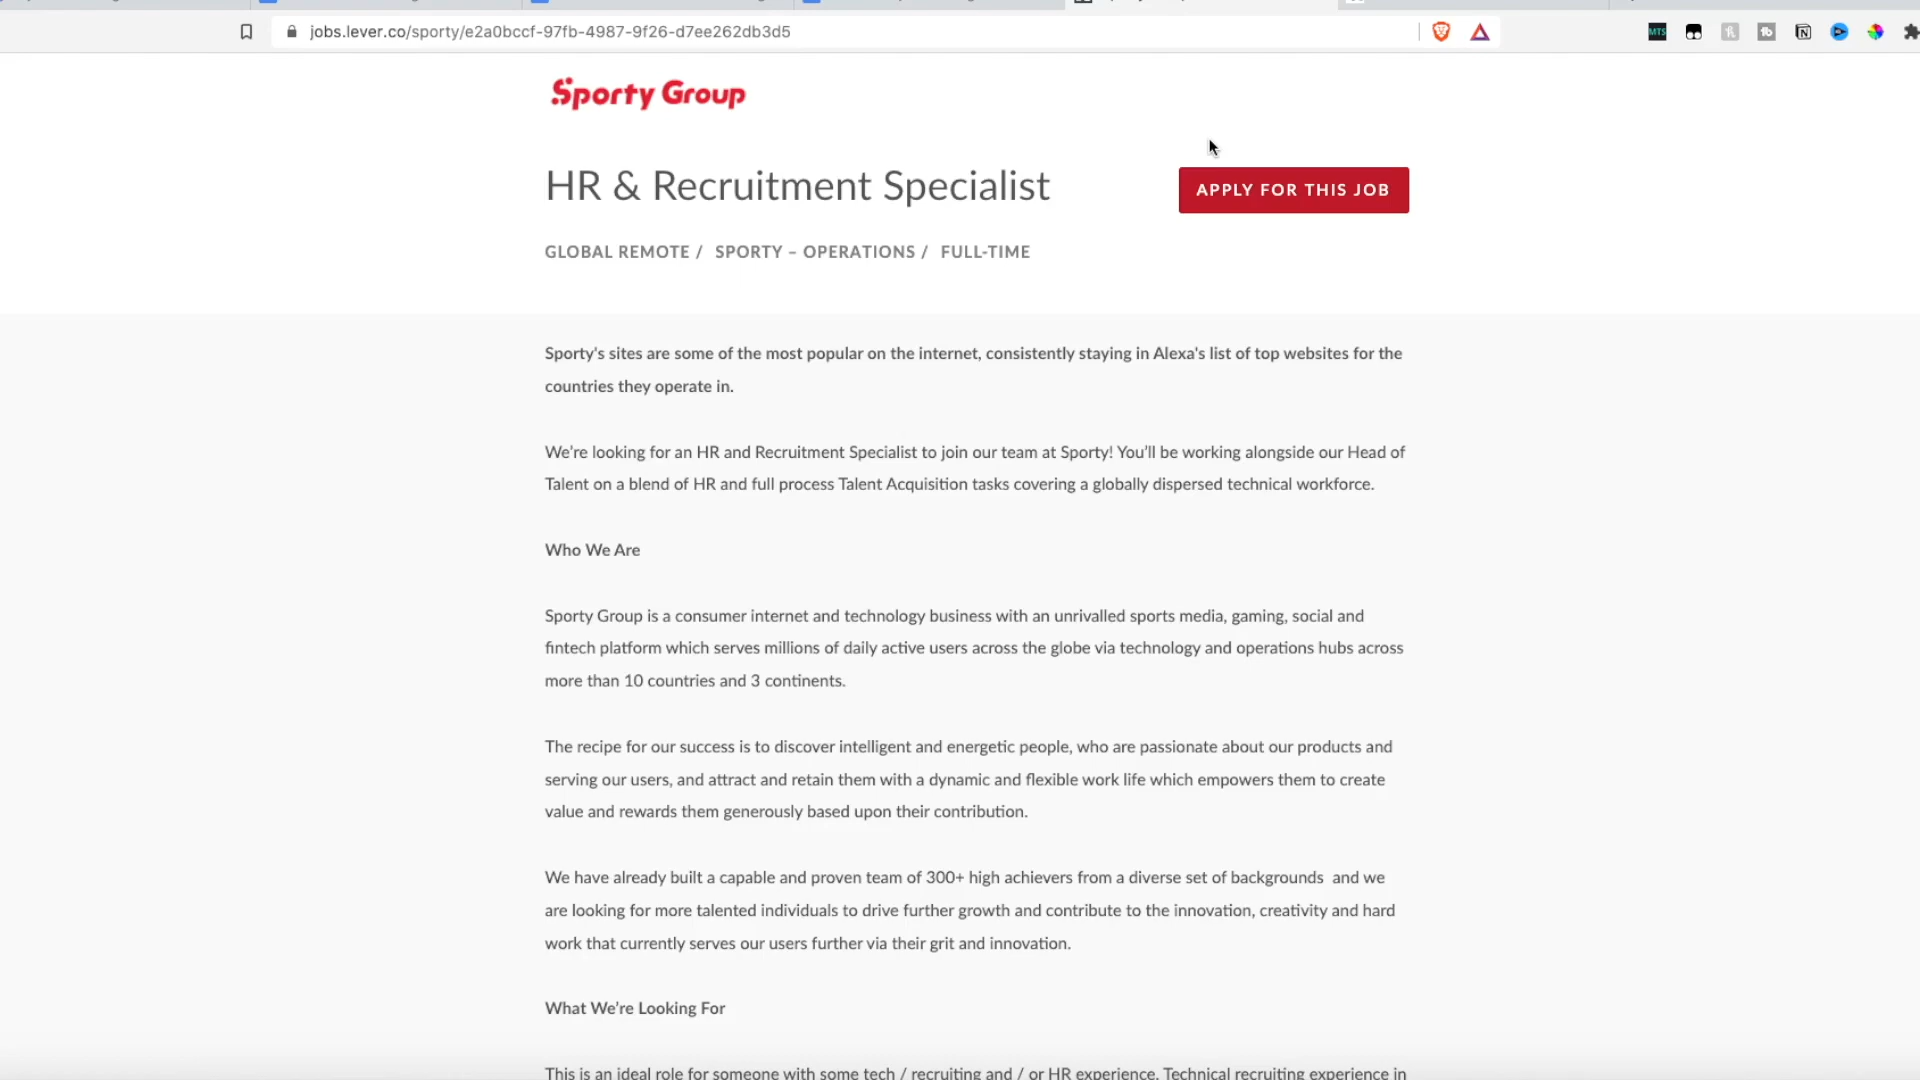 jobs.lever.co/sporty/e2a0bccf-97fb-4987-9f26-d7ee262db3d5
MTS
Sporty Group
HR & Recruitment Specialist
APPLY FOR THIS JOB
GLOBAL REMOTE / SPORTY – OPERATIONS / FULL-TIME
Sporty's sites are some of the most popular on the internet, consistently staying in Alexa's list of top websites for the
countries they operate in.
We're looking for an HR and Recruitment Specialist to join our team at Sporty! You'll be working alongside our Head of
Talent on a blend of HR and full process Talent Acquisition tasks covering a globally dispersed technical workforce.
Who We Are
Sporty Group is a consumer internet and technology business with an unrivalled sports media, gaming, social and
fintech platform which serves millions of daily active users across the globe via technology and operations hubs across
more than 10 countries and 3 continents.
The recipe for our success is to discover intelligent and energetic people, who are passionate about our products and
serving our users, and attract and retain them with a dynamic and flexible work life which empowers them to create
value and rewards them generously based upon their contribution.
We have already built a capable and proven team of 300+ high achievers from a diverse set of backgrounds  and we
are looking for more talented individuals to drive further growth and contribute to the innovation, creativity and hard
work that currently serves our users further via their grit and innovation.
What We're Looking For
This is an ideal role for someone with some tech / recruiting and / or HR experience. Technical recruiting experience in